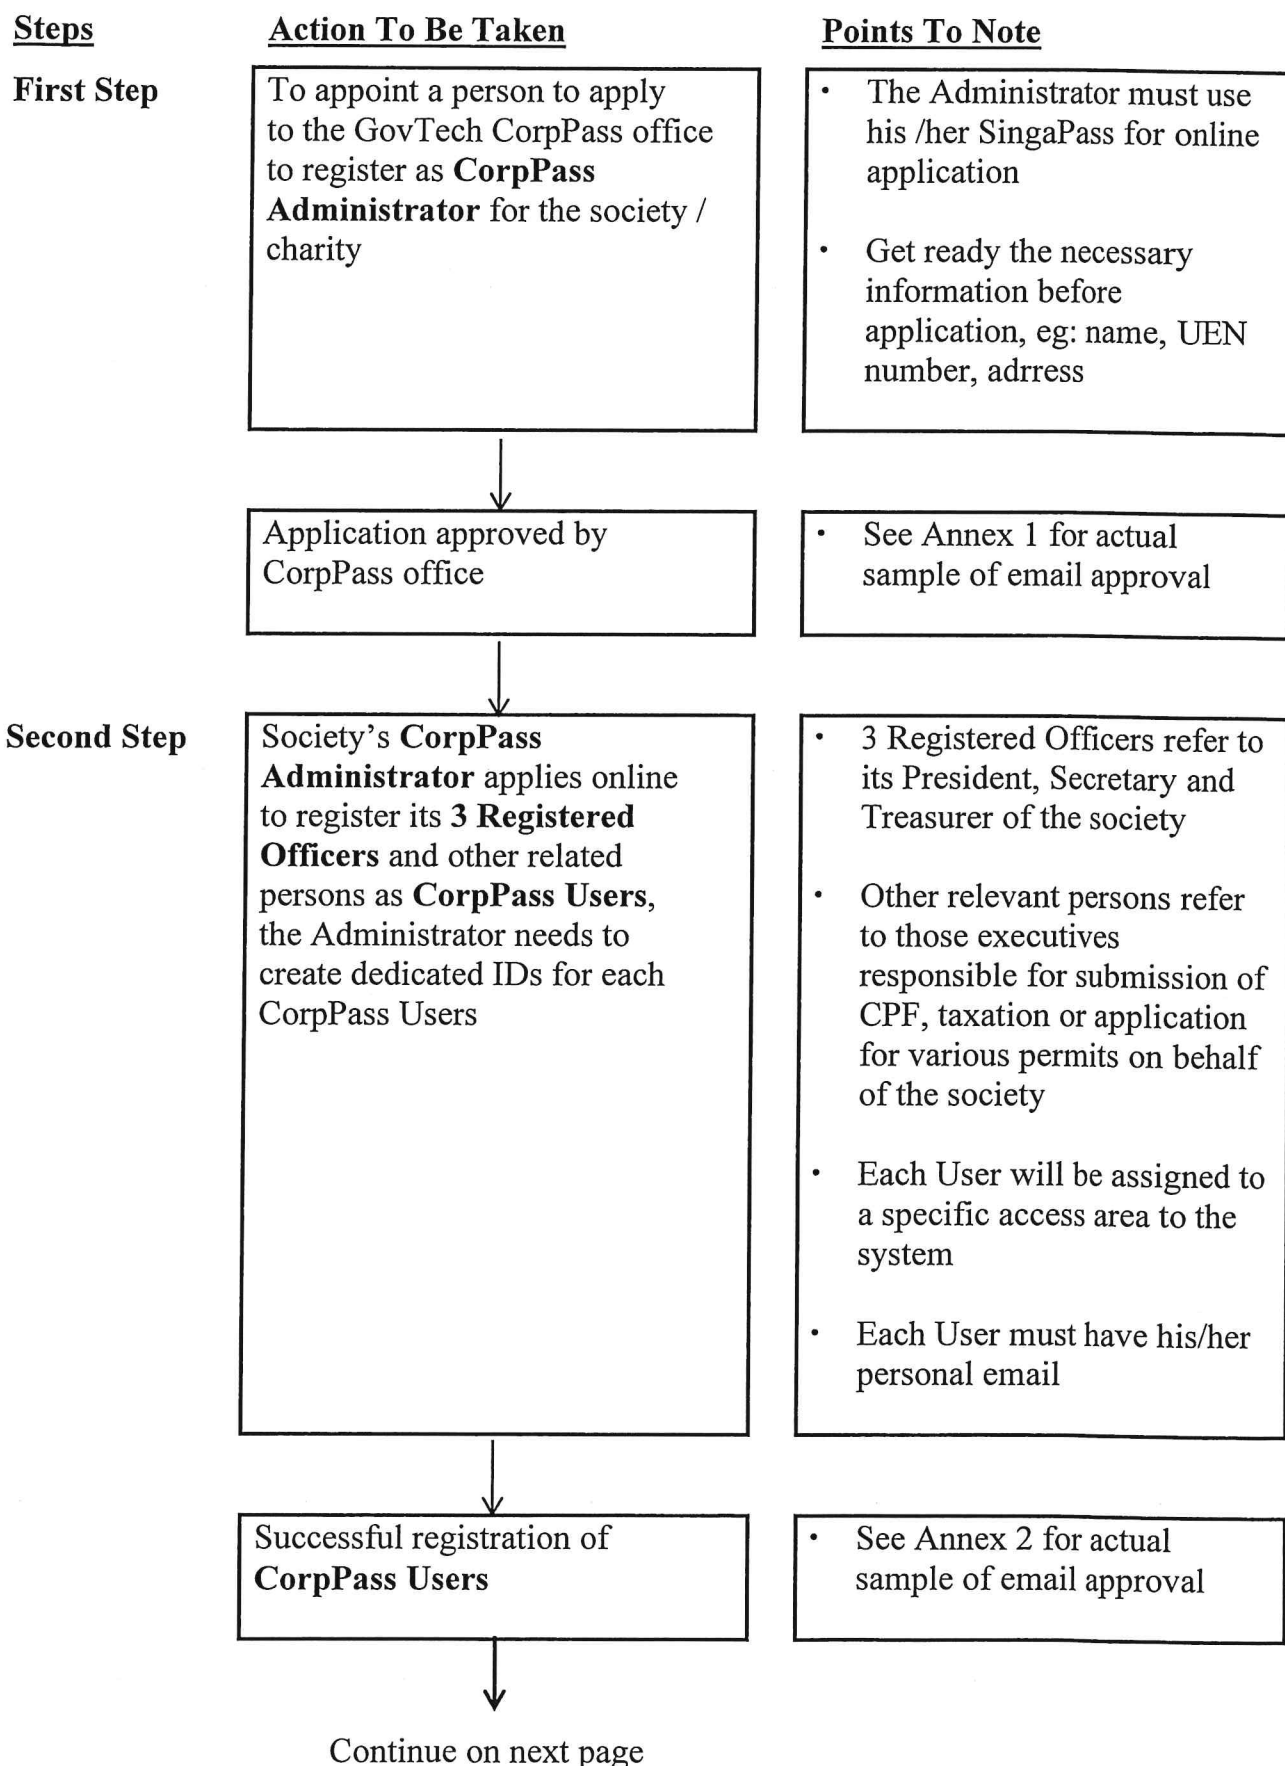 Steps
Action To Be Taken
Points To Note
First Step
To appoint a person to apply
to the GovTech CorpPass office
to register as CorpPass
Administrator for the society /
charity
• The Administrator must use
his /her SingaPass for online
application
• Get ready the necessary
information before
application, eg: name, UEN
number, adrress
Application approved by
CorpPass office
• See Annex 1 for actual
sample of email approval
Second Step
Society’s CorpPass
Administrator applies online
to register its 3 Registered
Officers and other related
persons as CorpPass Users,
the Administrator needs to
create dedicated IDs for each
CorpPass Users
• 3 Registered Officers refer to
its President, Secretary and
Treasurer of the society
• Other relevant persons refer
to those executives
responsible for submission of
CPF, taxation or application
for various permits on behalf
of the society
• Each User will be assigned to
a specific access area to the
system
• Each User must have his/her
personal email
Successful registration of
CorpPass Users
• See Annex 2 for actual
sample of email approval
Continue on next page